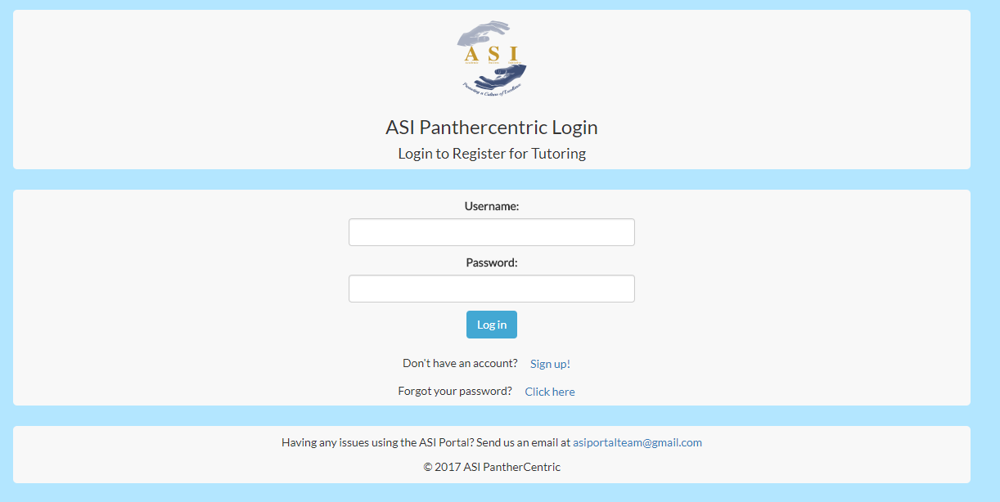 A S I
Promoting a Culture of Excellence
ASI Panthercentric Login
Login to Register for Tutoring
Username:
Password:
Log in
Don't have an account? Sign up!
Forgot your password? Click here
Having any issues using the ASI Portal? Send us an email at asiportalteam@gmail.com
© 2017 ASI PantherCentric